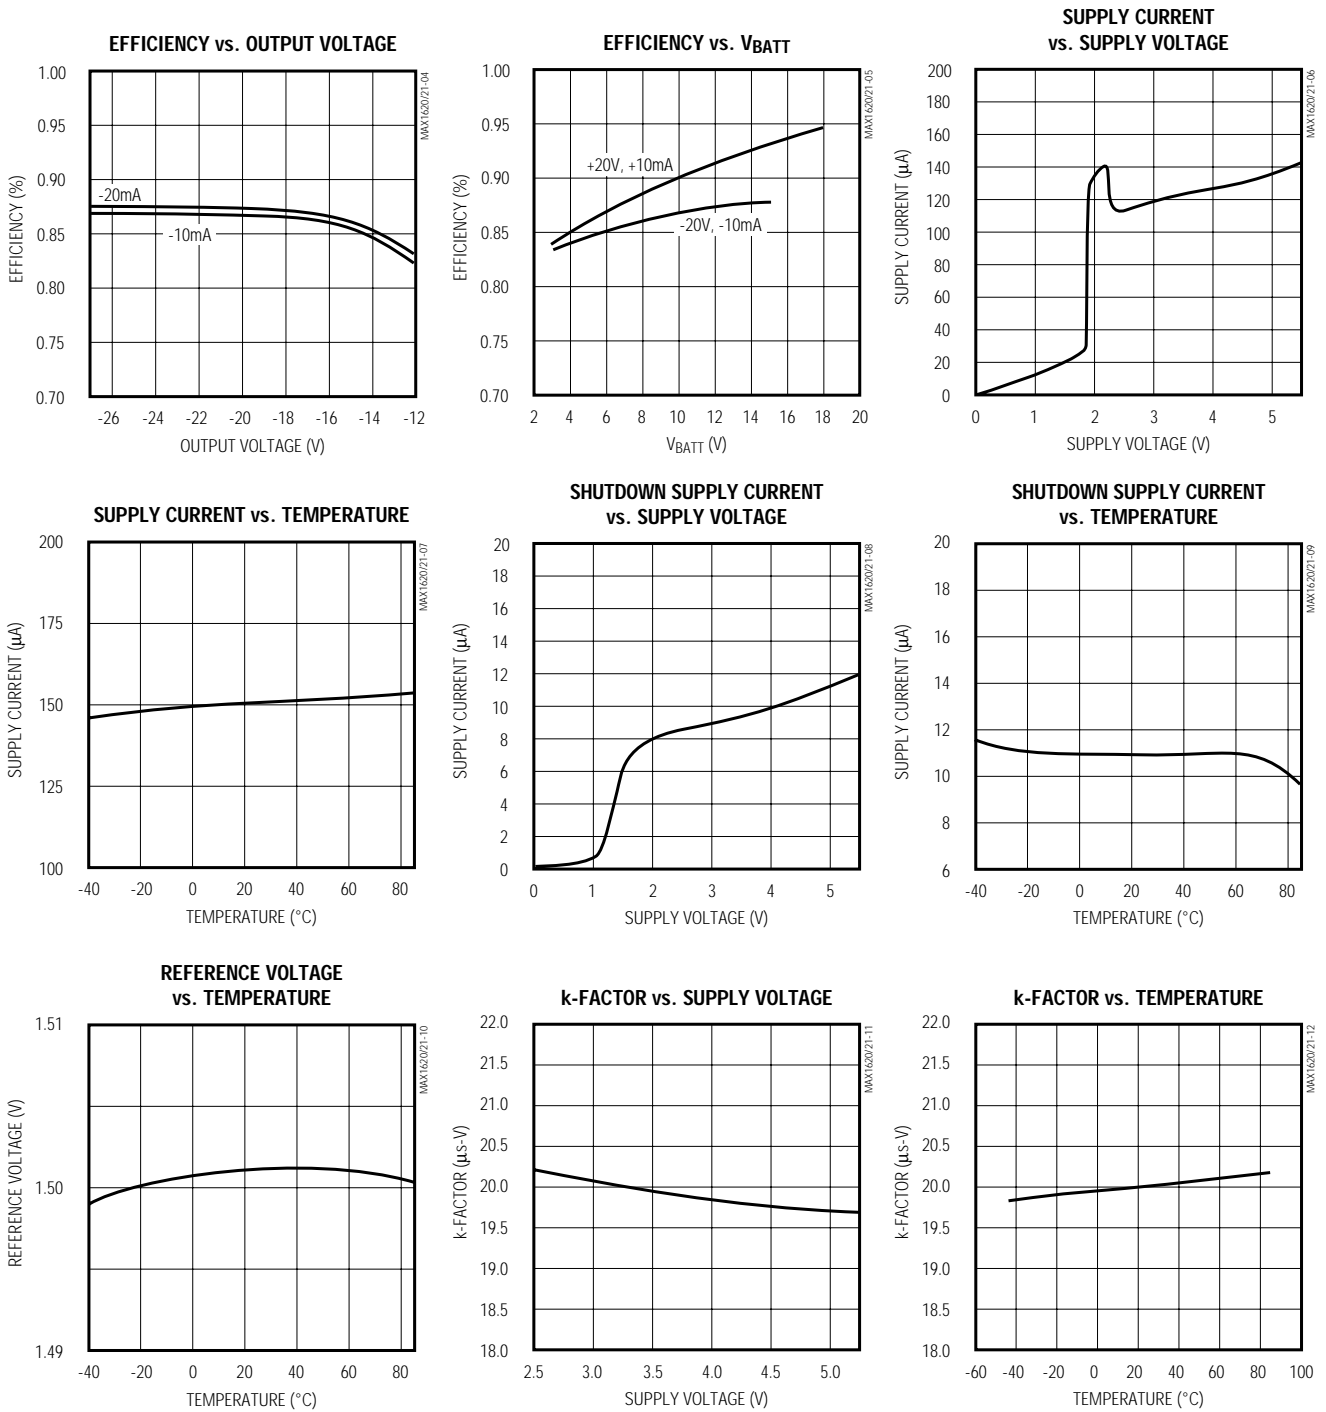 EFFICIENCY vs. OUTPUT VOLTAGE
MAX1620/21-04
EFFICIENCY (%)
1.00
0.95
0.90
0.85
0.80
0.75
0.70
-20mA
-10mA
-26 -24 -22 -20 -18 -16 -14 -12
OUTPUT VOLTAGE (V)
EFFICIENCY vs. VBATT
MAX1620/21-05
EFFICIENCY (%)
1.00
0.95
0.90
0.85
0.80
0.75
0.70
+20V, +10mA
-20V, -10mA
2 4 6 8 10 12 14 16 18 20
VBATT (V)
SUPPLY CURRENT
vs. SUPPLY VOLTAGE
MAX1620/21-06
SUPPLY CURRENT (µA)
200
180
160
140
120
100
80
60
40
20
0
0 1 2 3 4 5
SUPPLY VOLTAGE (V)
SUPPLY CURRENT vs. TEMPERATURE
MAX1620/21-07
SUPPLY CURRENT (µA)
200
175
150
125
100
-40 -20 0 20 40 60 80
TEMPERATURE (°C)
SHUTDOWN SUPPLY CURRENT
vs. SUPPLY VOLTAGE
MAX1620/21-08
SUPPLY CURRENT (µA)
20
18
16
14
12
10
8
6
4
2
0
0 1 2 3 4 5
SUPPLY VOLTAGE (V)
SHUTDOWN SUPPLY CURRENT
vs. TEMPERATURE
MAX1620/21-09
SUPPLY CURRENT (µA)
20
18
16
14
12
10
8
6
-40 -20 0 20 40 60 80
TEMPERATURE (°C)
REFERENCE VOLTAGE
vs. TEMPERATURE
MAX1620/21-10
REFERENCE VOLTAGE (V)
1.51
1.50
1.49
-40 -20 0 20 40 60 80
TEMPERATURE (°C)
k-FACTOR vs. SUPPLY VOLTAGE
MAX1620/21-11
k-FACTOR (µs-V)
22.0
21.5
21.0
20.5
20.0
19.5
19.0
18.5
18.0
2.5 3.0 3.5 4.0 4.5 5.0
SUPPLY VOLTAGE (V)
k-FACTOR vs. TEMPERATURE
MAX1620/21-12
k-FACTOR (µs-V)
22.0
21.5
21.0
20.5
20.0
19.5
19.0
18.5
18.0
-60 -40 -20 0 20 40 60 80 100
TEMPERATURE (°C)